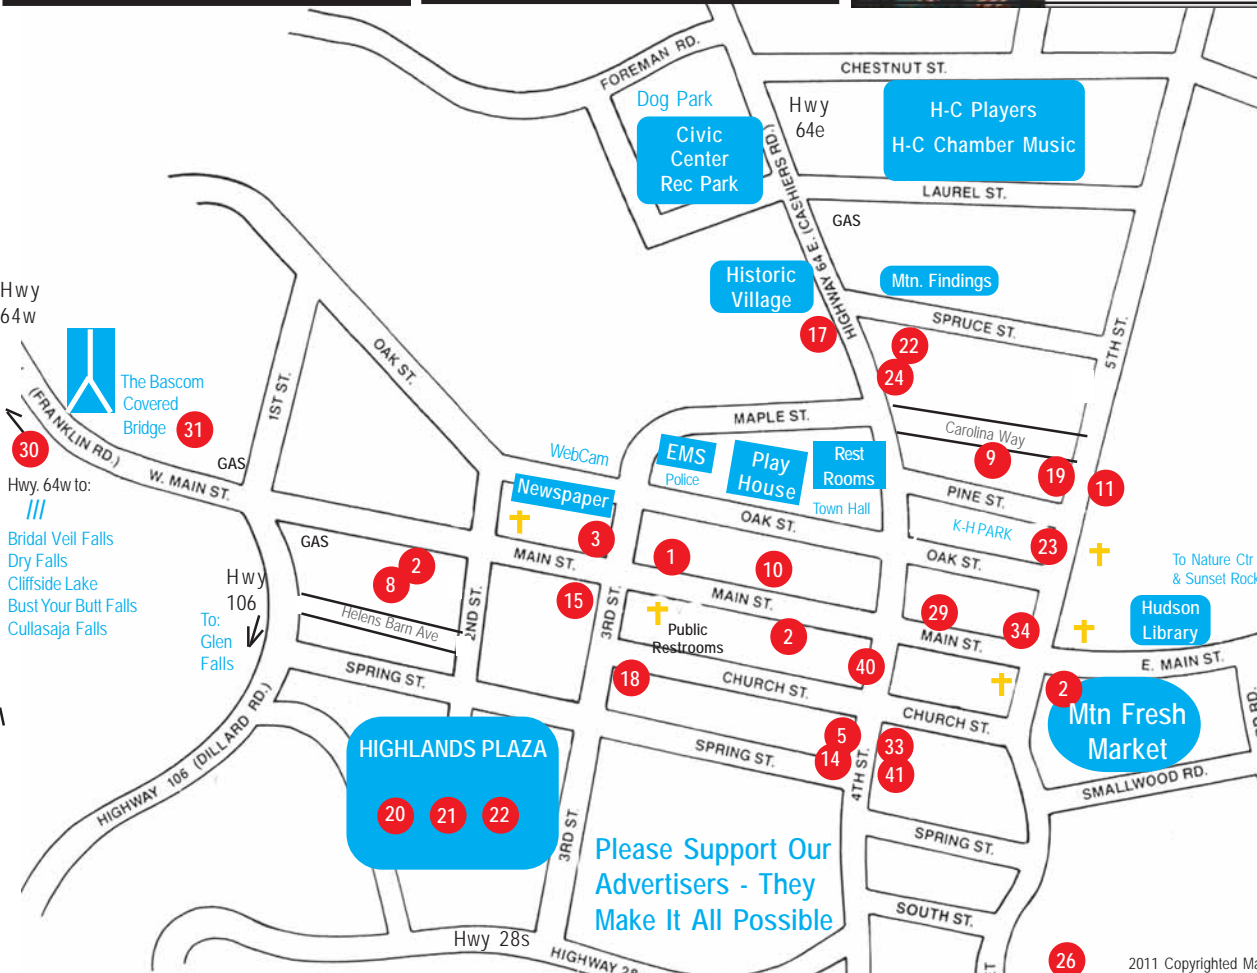 FOREMAN RD.
CHESTNUT ST.
Dog Park
Civic
Center
Rec Park
Hwy
64e
H-C Players
H-C Chamber Music
LAUREL ST.
GAS
HIGHWAY 64 E. (CASHIERS RD.)
Historic
Village
Mtn. Findings
SPRUCE ST.
5TH ST.
17
22
24
Hwy
64w
The Bascom
Covered
Bridge
31
30
(FRANKLIN RD.)
W. MAIN ST.
GAS
1ST ST.
OAK ST.
Hwy. 64w to:
///
Bridal Veil Falls
Dry Falls
Cliffside Lake
Bust Your Butt Falls
Cullasaja Falls
MAPLE ST.
Carolina Way
9
19
11
WebCam
EMS
Police
Play
House
Rest
Rooms
Town Hall
PINE ST.
Newspaper
OAK ST.
K-H PARK
23
OAK ST.
3
MAIN ST.
1
10
MAIN ST.
GAS
2
8
Hwy
106
To:
Glen
Falls
Helens Barn Ave
2ND ST.
15
3RD ST.
Public
Restrooms
2
29
34
MAIN ST.
To Nature Ctr
& Sunset Rock
Hudson
Library
E. MAIN ST.
40
18
CHURCH ST.
CHURCH ST.
2
Mtn Fresh
Market
SMALLWOOD RD.
SPRING ST.
HIGHWAY 106 (DILLARD RD.)
HIGHLANDS PLAZA
20
21
22
SPRING ST.
5
14
33
41
4TH ST.
3RD ST.
SPRING ST.
Please Support Our
Advertisers - They
Make It All Possible
SOUTH ST.
Hwy 28s
HIGHWAY 28
26
2011 Copyrighted Ma